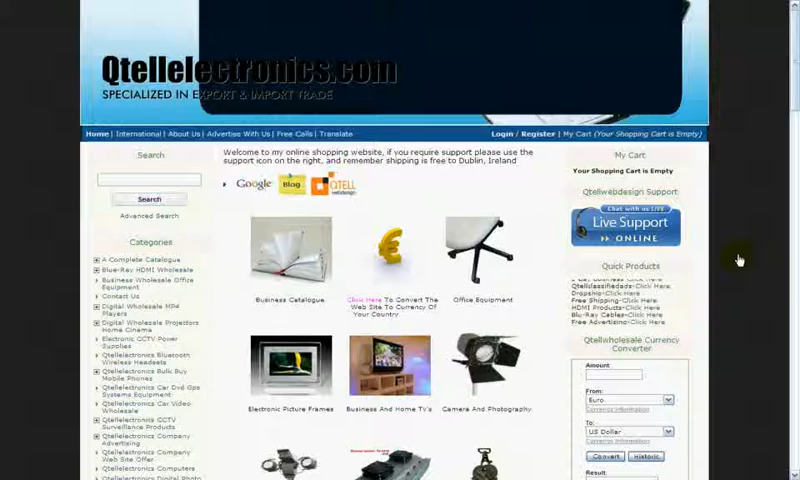 Qtellelectronics.com
SPECIALIZED IN EXPORT & IMPORT TRADE
Home | International | About Us | Advertise With Us | Free Calls | Translate
Login / Register | My Cart (Your Shopping Cart is Empty)
Search
Search
Advanced Search
Categories
A Complete Catalogue
Blue-Ray HDMI Wholesale
Business Wholesale Office
Equipment
Contact Us
Digital Wholesale MP4
Players
Digital Wholesale Projectors
Home Cinema
Electronic CCTV Power
Supplies
Qtellelectronics Bluetooth
Wireless Headsets
Qtellelectronics Bulk Buy
Mobile Phones
Qtellelectronics Car Dvd Gps
Systems Equipment
Qtellelectronics Car Video
Wholesale
Qtellelectronics CCTV
Surveillance Products
Qtellelectronics Company
Advertising
Qtellelectronics Company
Web Site Offer
Qtellelectronics Computers
Qtellelectronics Digital Photo
Welcome to my online shopping website, if you require support please use the
support icon on the right, and remember shipping is free to Dublin, Ireland
Google
Blog
QTELL
webdesign
Business Catalogue
Click Here To Convert The
Web Site To Currency Of
Your Country
Office Equipment
Electronic Picture Frames
Business And Home Tv's
Camera And Photography
My Cart
Your Shopping Cart is Empty
Qtellwebdesign Support
Chat with us LIVE
Live Support
ONLINE
Quick Products
Qtellclassifiedads-Click Here
Dropship-Click Here
Free Shipping-Click Here
HDMI Products-Click Here
Blu-Ray Cables-Click Here
Free Advertising-Click Here
Qtellwholesale Currency
Converter
Amount:
From:
Euro
Currency Information
To:
US Dollar
Currency Information
Convert
Historic
Result: